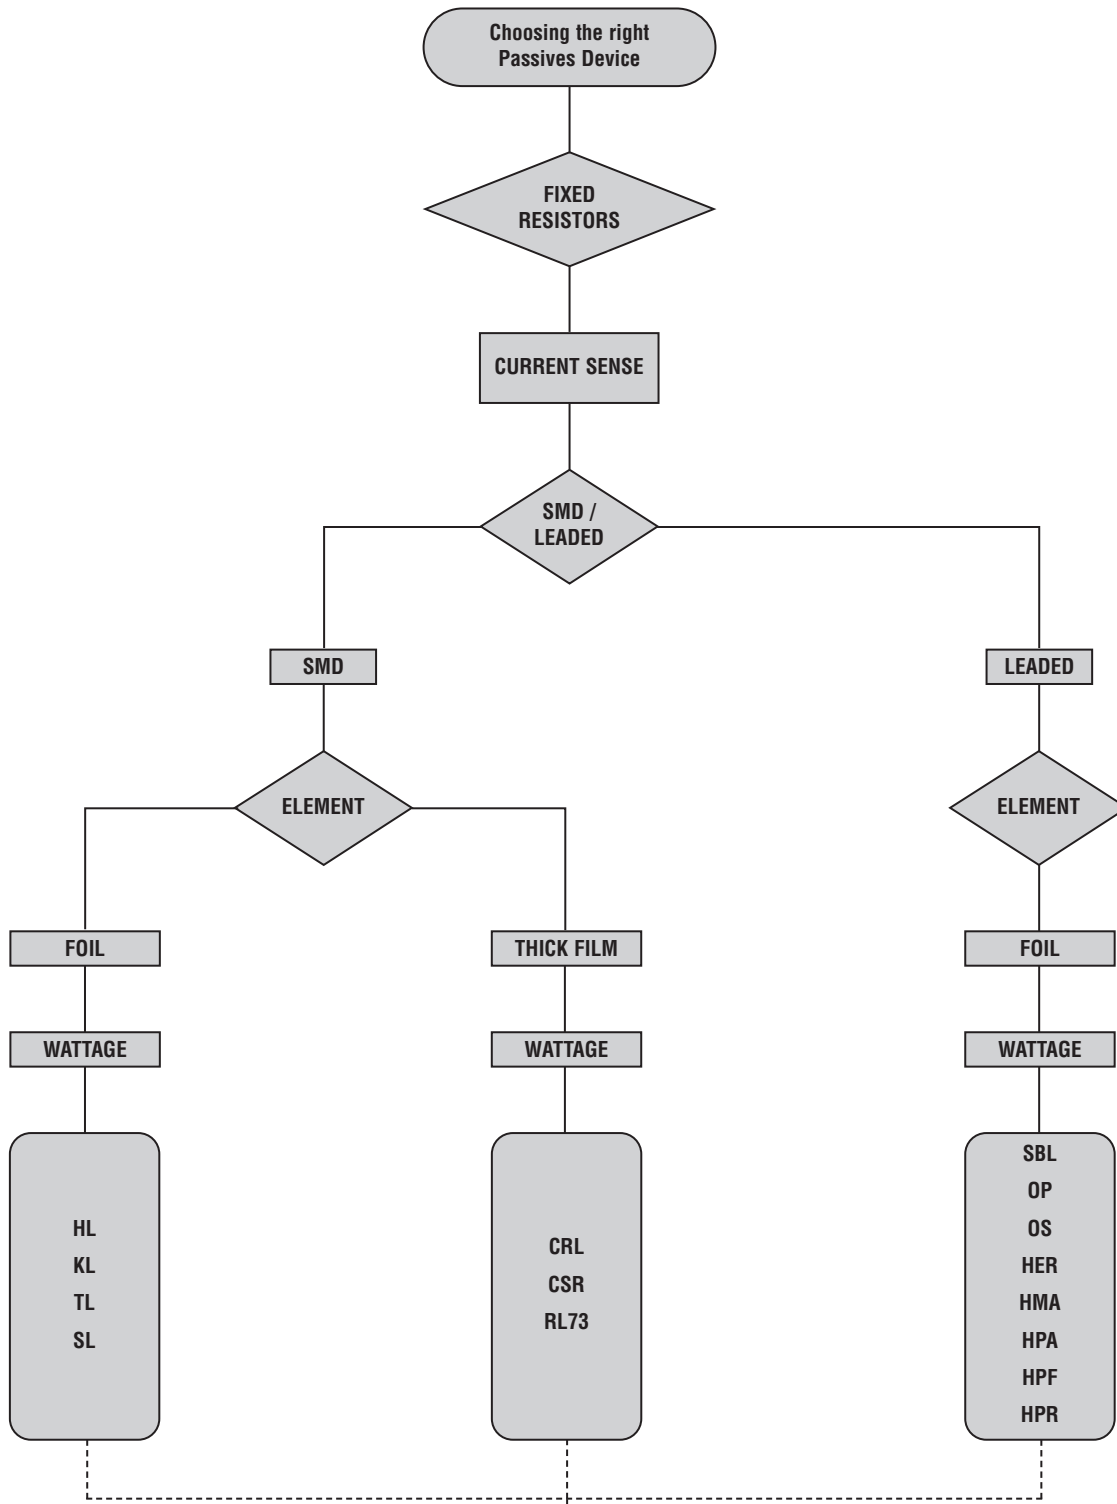 Choosing the right
Passives Device
FIXED
RESISTORS
CURRENT SENSE
SMD /
LEADED
SMD
LEADED
ELEMENT
ELEMENT
FOIL
THICK FILM
FOIL
WATTAGE
WATTAGE
WATTAGE
HL
KL
TL
SL
CRL
CSR
RL73
SBL
OP
OS
HER
HMA
HPA
HPF
HPR